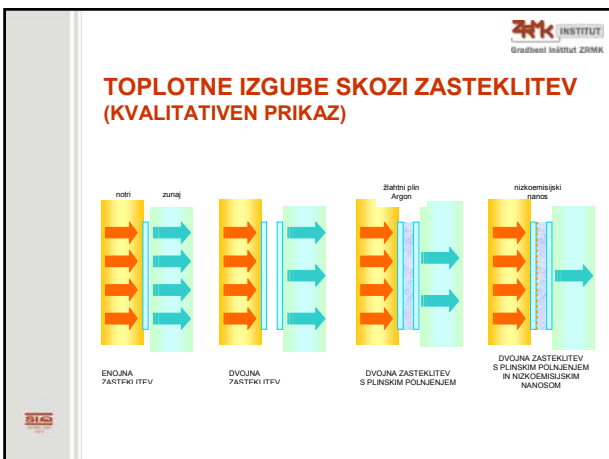 ZRMK INSTITUT
Gradbeni Inštitut ZRMK
TOPLOTNE IZGUBE SKOZI ZASTEKLITEV
(KVALITATIVEN PRIKAZ)
notri zunaj
žlahtni plin
Argon
nizkoemisijski
nanos
ENOJNA
ZASTEKLITEV
DVOJNA
ZASTEKLITEV
DVOJNA ZASTEKLITEV
S PLINSKIM POLNJENJEM
DVOJNA ZASTEKLITEV
S PLINSKIM POLNJENJEM
IN NIZKOEMISIJSKIM
NANOSOM